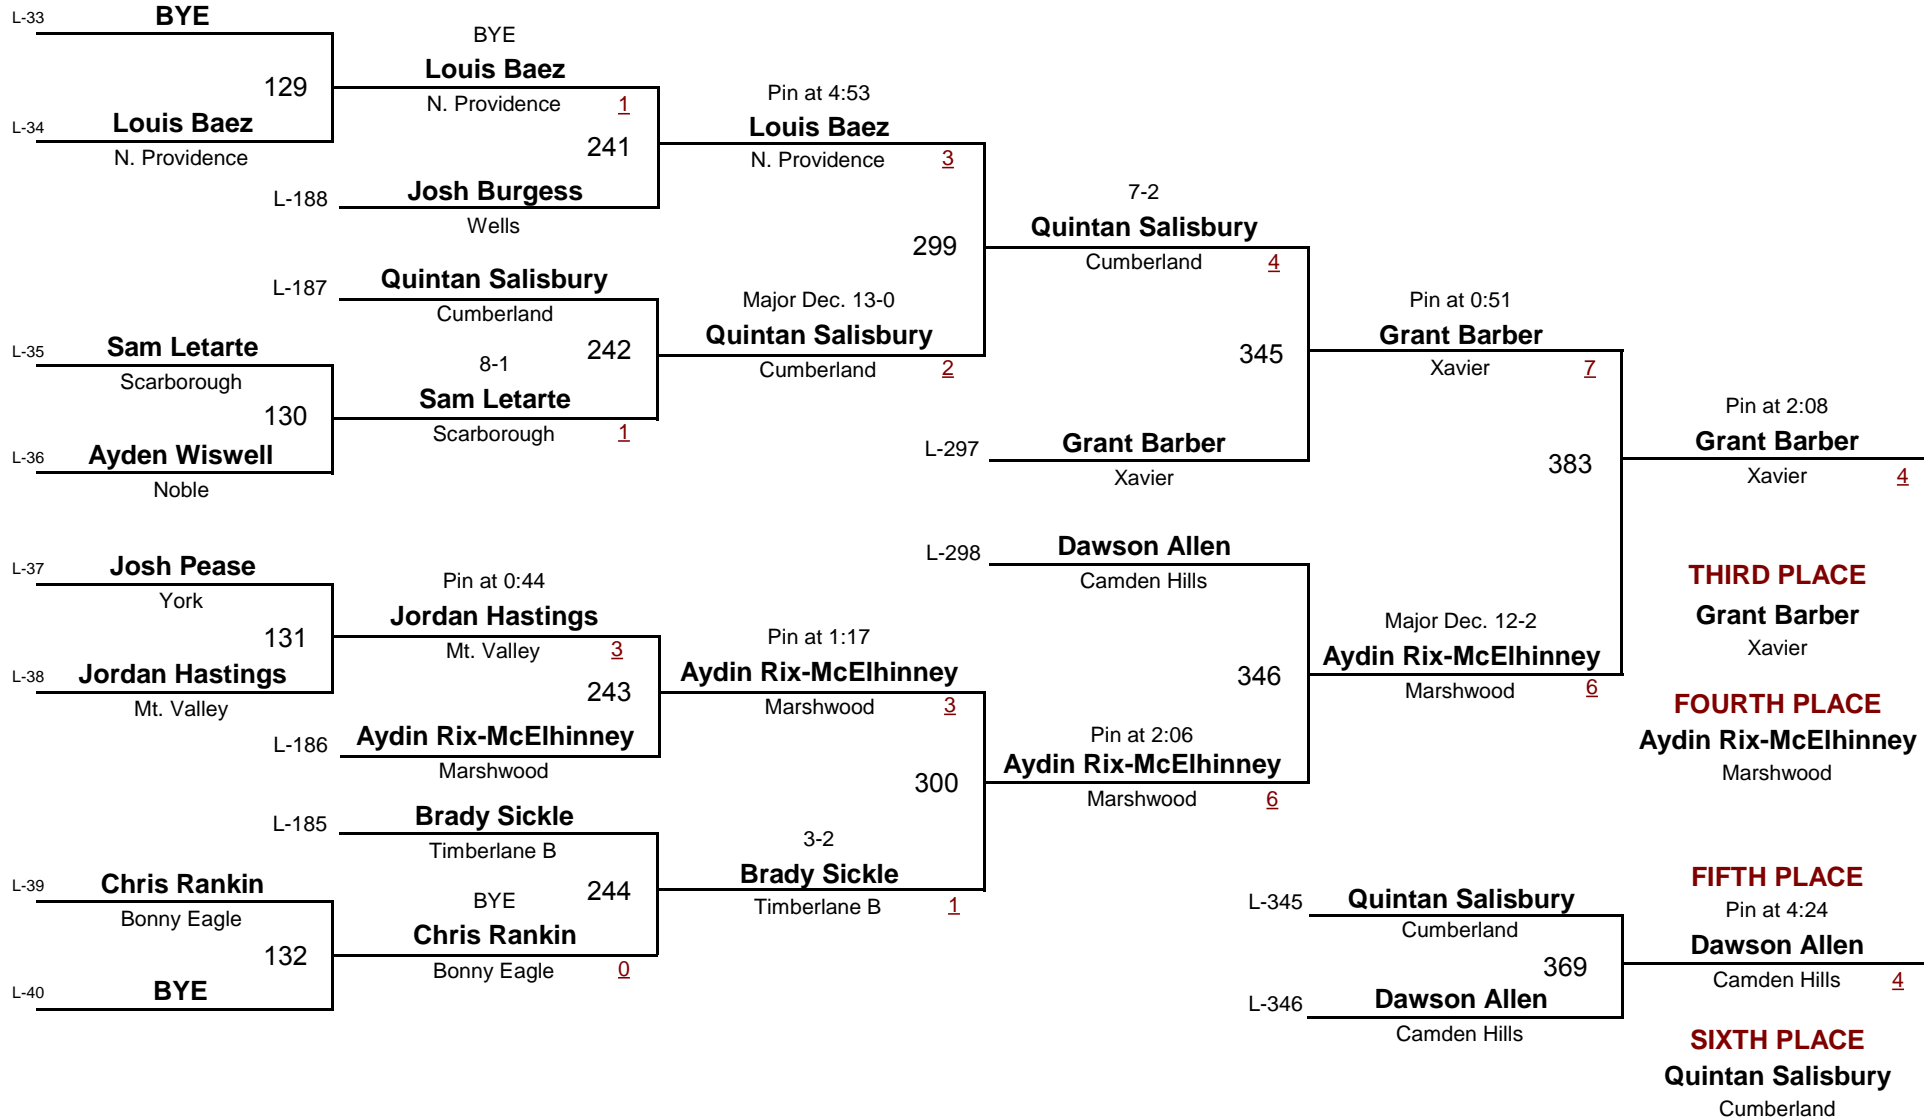 L-33 BYE
129
L-34 Louis Baez
N. Providence
BYE
Louis Baez
N. Providence 1
241
L-188 Josh Burgess
Wells
L-187 Quintan Salisbury
Cumberland
242
L-35 Sam Letarte
Scarborough
130
L-36 Ayden Wiswell
Noble
8-1
Sam Letarte
Scarborough 1
L-37 Josh Pease
York
131
L-38 Jordan Hastings
Mt. Valley
Pin at 0:44
Jordan Hastings
Mt. Valley 3
243
L-186 Aydin Rix-McElhinney
Marshwood
L-185 Brady Sickle
Timberlane B
244
L-39 Chris Rankin
Bonny Eagle
132
L-40 BYE
BYE
Chris Rankin
Bonny Eagle 0
Pin at 4:53
Louis Baez
N. Providence 3
299
Major Dec. 13-0
Quintan Salisbury
Cumberland 2
Pin at 1:17
Aydin Rix-McElhinney
Marshwood 3
300
3-2
Brady Sickle
Timberlane B 1
7-2
Quintan Salisbury
Cumberland 4
345
L-297 Grant Barber
Xavier
L-298 Dawson Allen
Camden Hills
346
Pin at 2:06
Aydin Rix-McElhinney
Marshwood 6
Pin at 0:51
Grant Barber
Xavier 7
383
Major Dec. 12-2
Aydin Rix-McElhinney
Marshwood 6
Pin at 2:08
Grant Barber
Xavier 4
THIRD PLACE
Grant Barber
Xavier
FOURTH PLACE
Aydin Rix-McElhinney
Marshwood
L-345 Quintan Salisbury
Cumberland
369
L-346 Dawson Allen
Camden Hills
FIFTH PLACE
Pin at 4:24
Dawson Allen
Camden Hills 4
SIXTH PLACE
Quintan Salisbury
Cumberland